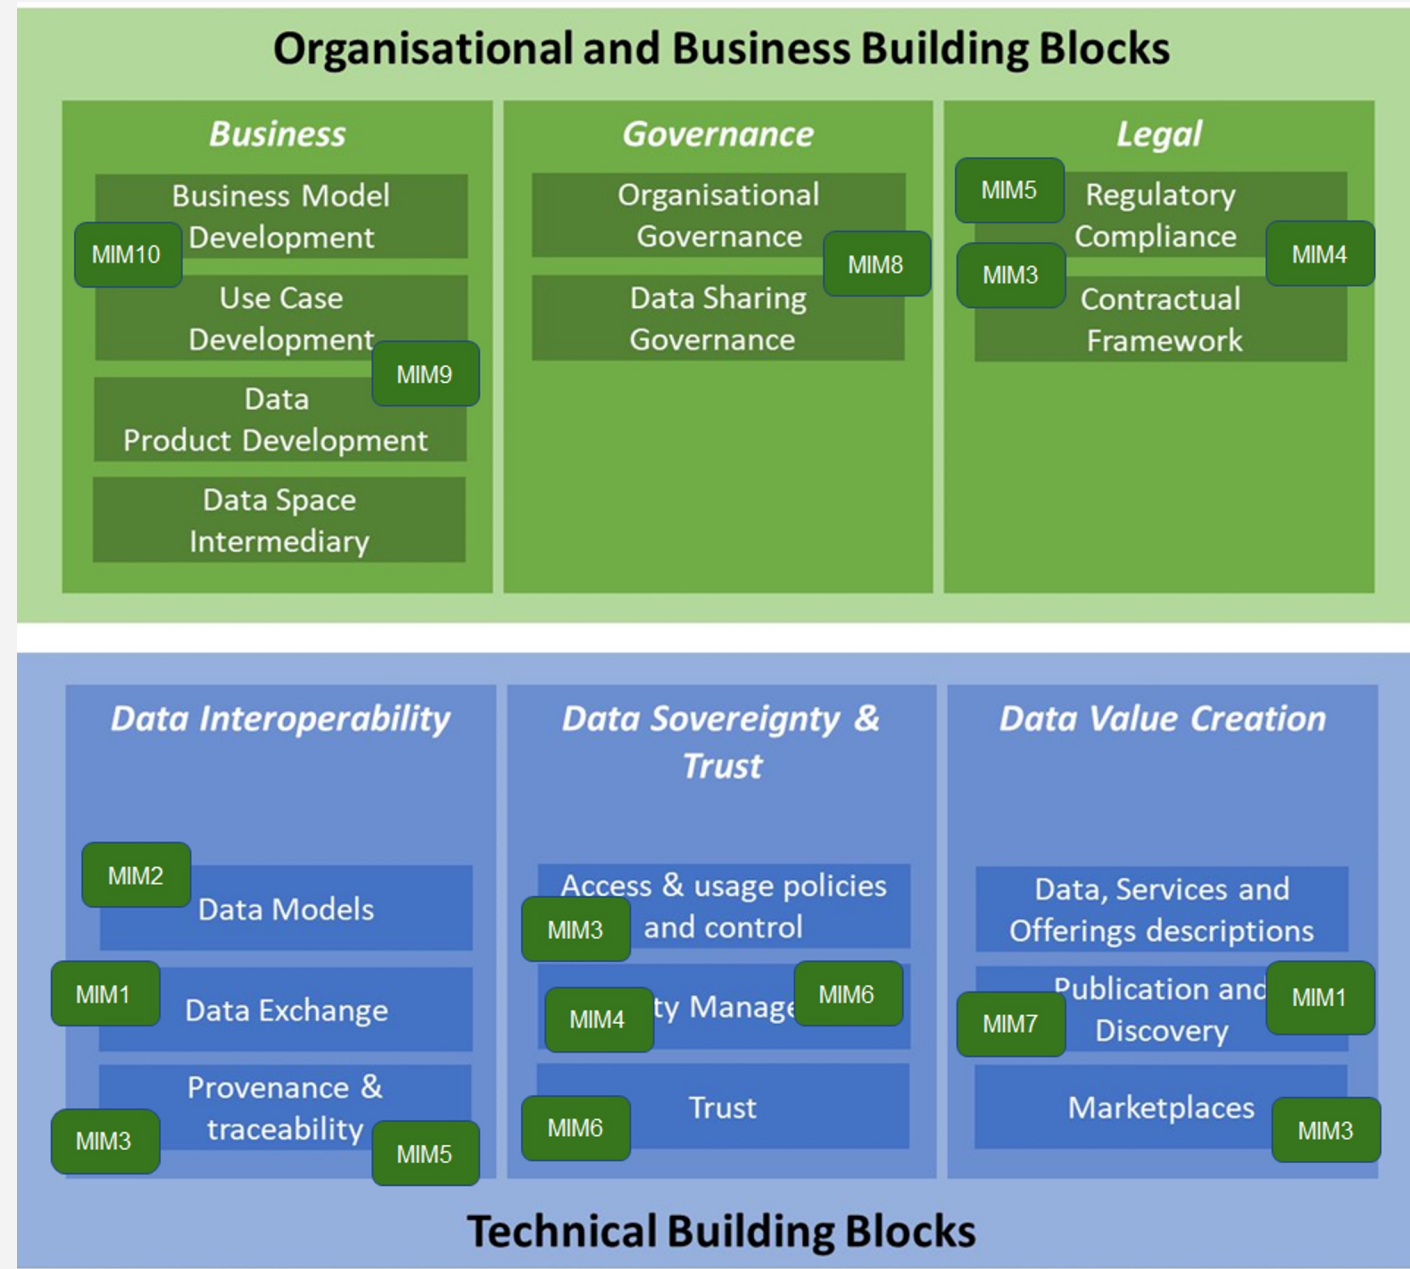 Organisational and Business Building Blocks
Business
Business Model
Development
MIM10
Use Case
Development
MIM9
Data
Product Development
Data Space
Intermediary
Governance
Organisational
Governance
MIM8
Data Sharing
Governance
Legal
MIM5
Regulatory
Compliance
MIM4
MIM3
Contractual
Framework
Data Interoperability
MIM2
Data Models
MIM1
Data Exchange
Provenance &
traceability
MIM3
MIM5
Data Sovereignty &
Trust
Access & usage policies
and control
MIM3
MIM6
MIM4
Trust
MIM6
Data Value Creation
Data, Services and
Offerings descriptions
Publication and
Discovery
MIM1
MIM7
Marketplaces
MIM3
Technical Building Blocks